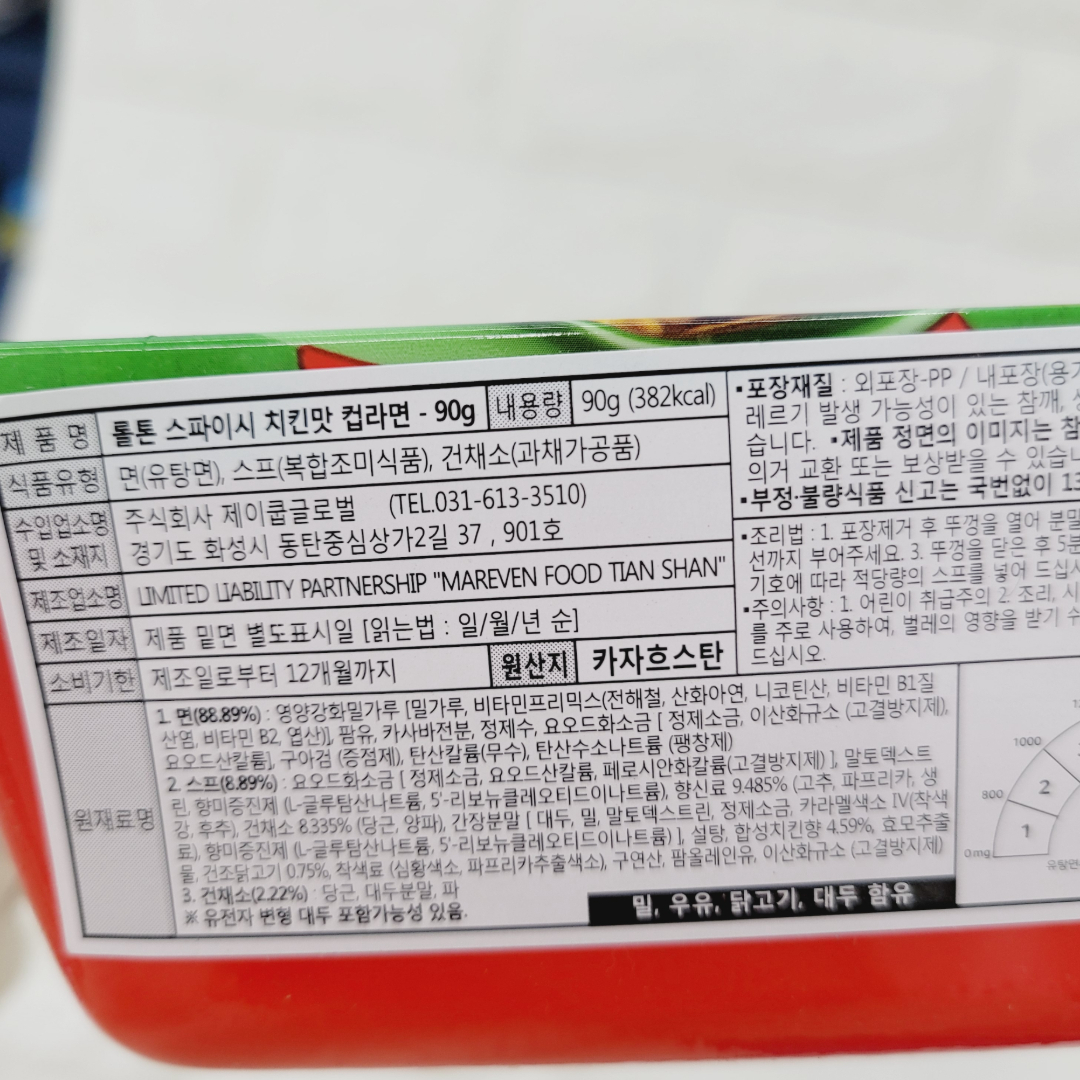 제 품 명 롤톤 스파이시 치킨맛 컵라면 - 90g 내용량 90g (382kcal)
식품유형 면(유탕면), 스프(복합조미식품), 건채소(과채가공품)
수입업소명 및 소재지 주식회사 제이쿱글로벌 (TEL.031-613-3510)
경기도 화성시 동탄중심상가2길 37 , 901호
제조업소명 LIMITED LIABILITY PARTNERSHIP "MAREVEN FOOD TIAN SHAN"
제조일자 제품 밑면 별도표시일 [읽는법 : 일/월/년 순]
소비기한 제조일로부터 12개월까지 원산지 카자흐스탄
원재료명
1. 면(88.89%) : 영양강화밀가루 [밀가루, 비타민프리믹스(전해철, 산화아연, 니코틴산, 비타민 B1질
산염, 비타민 B2, 엽산)], 팜유, 카사바전분, 정제수, 요오드화소금 [ 정제소금, 이산화규소 (고결방지제),
요오드산칼륨], 구아검 (증점제), 탄산칼륨(무수), 탄산수소나트륨 (팽창제)
2. 스프(8.89%) : 요오드화소금 [ 정제소금, 요오드산칼륨, 페로시안화칼륨(고결방지제) ], 말토덱스트
린, 향미증진제 (L-글루탐산나트륨, 5'-리보뉴클레오티드이나트륨), 향신료 9.485% (고추, 파프리카, 생
강, 후추), 건채소 8.335% (당근, 양파), 간장분말 [ 대두, 밀, 말토덱스트린, 정제소금, 카라멜색소 IV(착색
료), 향미증진제 (L-글루탐산나트륨, 5'-리보뉴클레오티드이나트륨) ], 설탕, 합성치킨향 4.59%, 효모추출
물, 건조닭고기 0.75%, 착색료 (심황색소, 파프리카추출색소), 구연산, 팜올레인유, 이산화규소 (고결방지제)
3. 건채소(2.22%) : 당근, 대두분말, 파
※ 유전자 변형 대두 포함가능성 있음.
밀, 우유, 닭고기, 대두 함유
▪포장재질 : 외포장-PP / 내포장(용기
레르기 발생 가능성이 있는 참깨,
습니다. ▪제품 정면의 이미지는 참
의거 교환 또는 보상받을 수 있습니
▪부정·불량식품 신고는 국번없이 13
▪조리법 : 1. 포장제거 후 뚜껑을 열어 분말
선까지 부어주세요. 3. 뚜껑을 닫은 후 5분
기호에 따라 적당량의 스프를 넣어 드십시
▪주의사항 : 1. 어린이 취급주의 2. 조리, 시
를 주로 사용하여, 벌레의 영향을 받기 수
드십시오.
1000
800 2
1
0mg